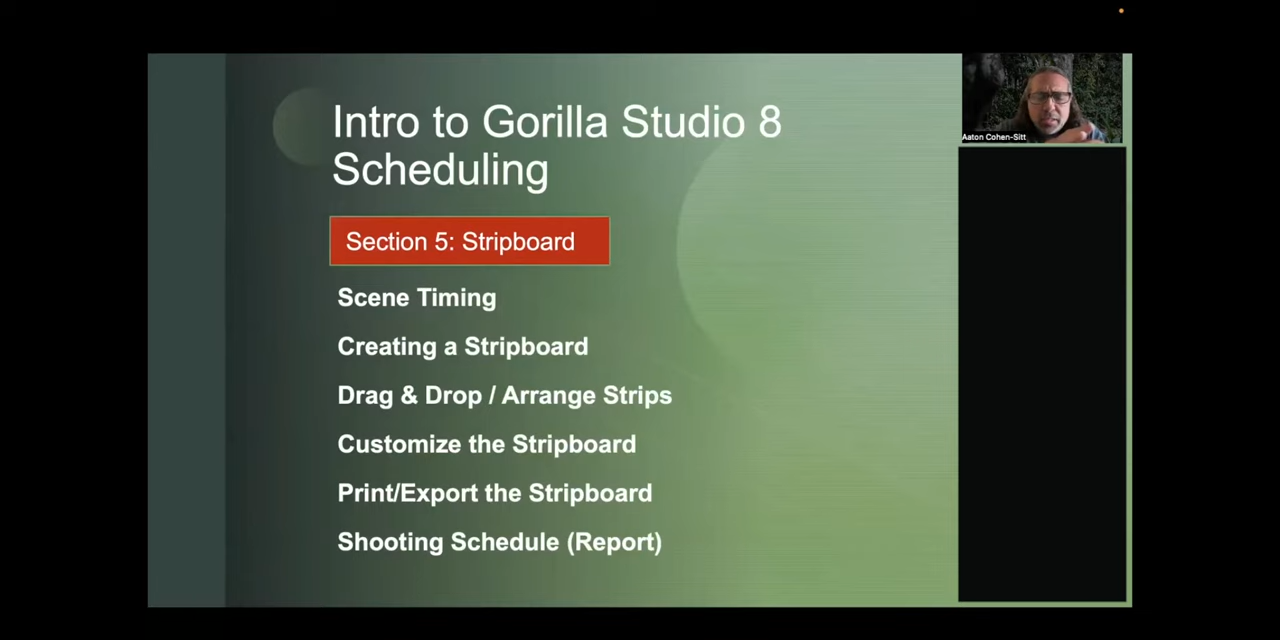 Intro to Gorilla Studio 8
Scheduling
Section 5: Stripboard
Scene Timing
Creating a Stripboard
Drag & Drop / Arrange Strips
Customize the Stripboard
Print/Export the Stripboard
Shooting Schedule (Report)
Aaton Cohen-Sitt